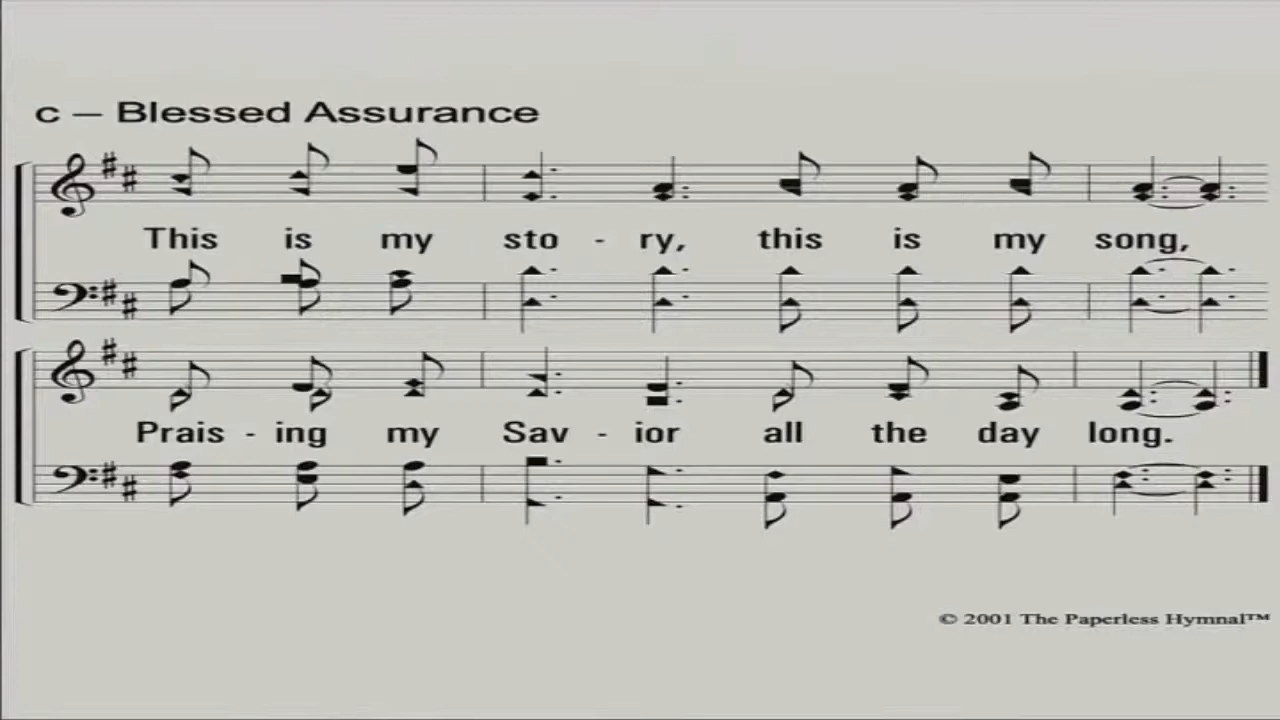 c – Blessed Assurance
This is my sto - ry, this is my song,
Prais - ing my Sav - ior all the day long.
© 2001 The Paperless Hymnal™